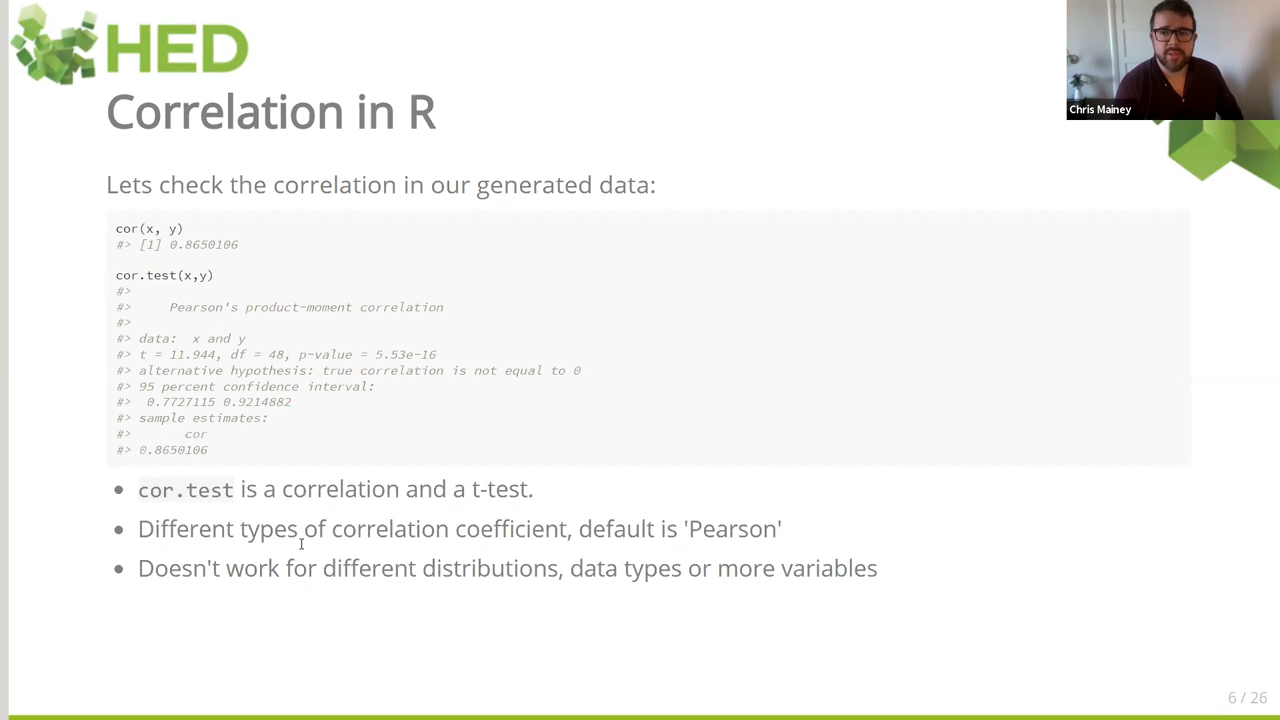 HED
Chris Mainey
Correlation in R
Lets check the correlation in our generated data:
cor(x, y)
#> [1] 0.8650106
cor.test(x,y)
#>
#>     Pearson's product-moment correlation
#>
#> data:  x and y
#> t = 11.944, df = 48, p-value = 5.53e-16
#> alternative hypothesis: true correlation is not equal to 0
#> 95 percent confidence interval:
#>  0.7727115 0.9214882
#> sample estimates:
#>       cor
#> 0.8650106
• cor.test is a correlation and a t-test.
• Different types of correlation coefficient, default is 'Pearson'
• Doesn't work for different distributions, data types or more variables
6 / 26